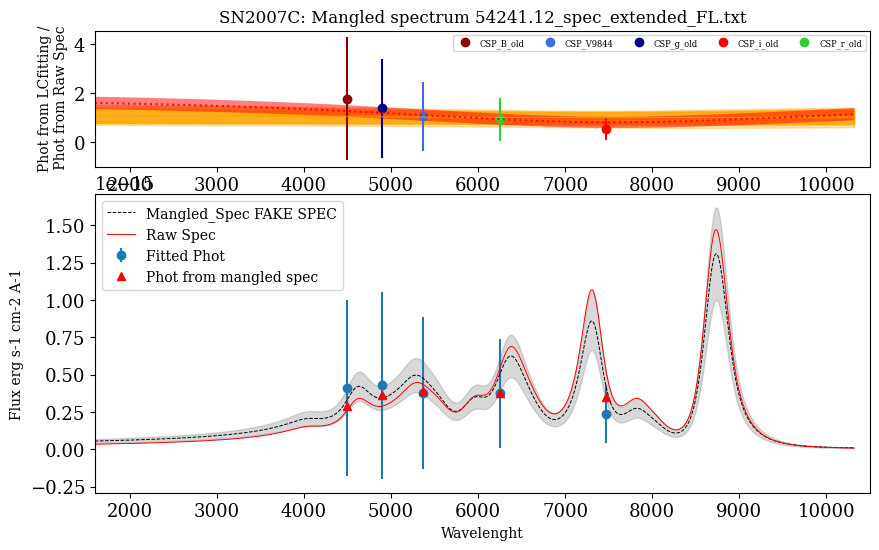 SN2007C: Mangled spectrum 54241.12_spec_extended_FL.txt
Phot from LCfitting /
Phot from Raw Spec
4
2
0
CSP_B_old
CSP_V9844
CSP_g_old
CSP_i_old
CSP_r_old
2000 3000 4000 5000 6000 7000 8000 9000 10000
1e−15
Flux erg s-1 cm-2 A-1
1.50
1.25
1.00
0.75
0.50
0.25
0.00
−0.25
Mangled_Spec FAKE SPEC
Raw Spec
Fitted Phot
Phot from mangled spec
2000 3000 4000 5000 6000 7000 8000 9000 10000
Wavelenght